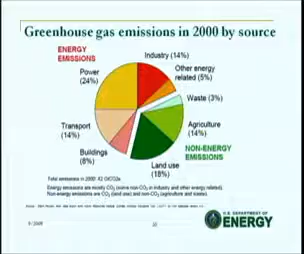 Greenhouse gas emissions in 2000 by source
ENERGY
EMISSIONS
Industry (14%)
Other energy
related (5%)
Power
(24%)
Waste (3%)
Agriculture
(14%)
Transport
(14%)
NON-ENERGY
EMISSIONS
Buildings
(8%)
Land use
(18%)
Total emissions in 2000: 42 GtCO2e.
Energy emissions are mostly CO2 (some non-CO2 in industry and other energy related).
Non-energy emissions are CO2 (land use) and non-CO2 (agriculture and waste).
U.S. DEPARTMENT OF
ENERGY